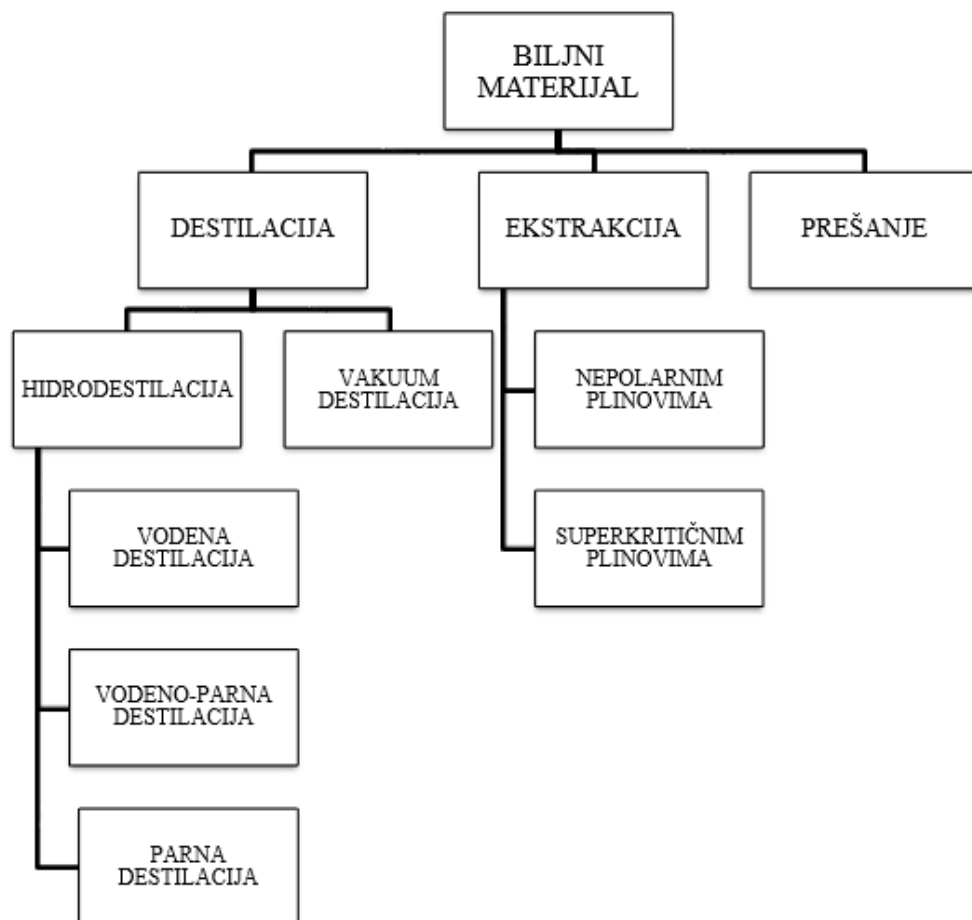 BILJNI
MATERIJAL
DESTILACIJA
EKSTRAKCIJA
PREŠANJE
HIDRODESTILACIJA
VAKUUM
DESTILACIJA
NEPOLARNIM
PLINOVIMA
VODENA
DESTILACIJA
SUPERKRITIČNIM
PLINOVIMA
VODENO-PARNA
DESTILACIJA
PARNA
DESTILACIJA